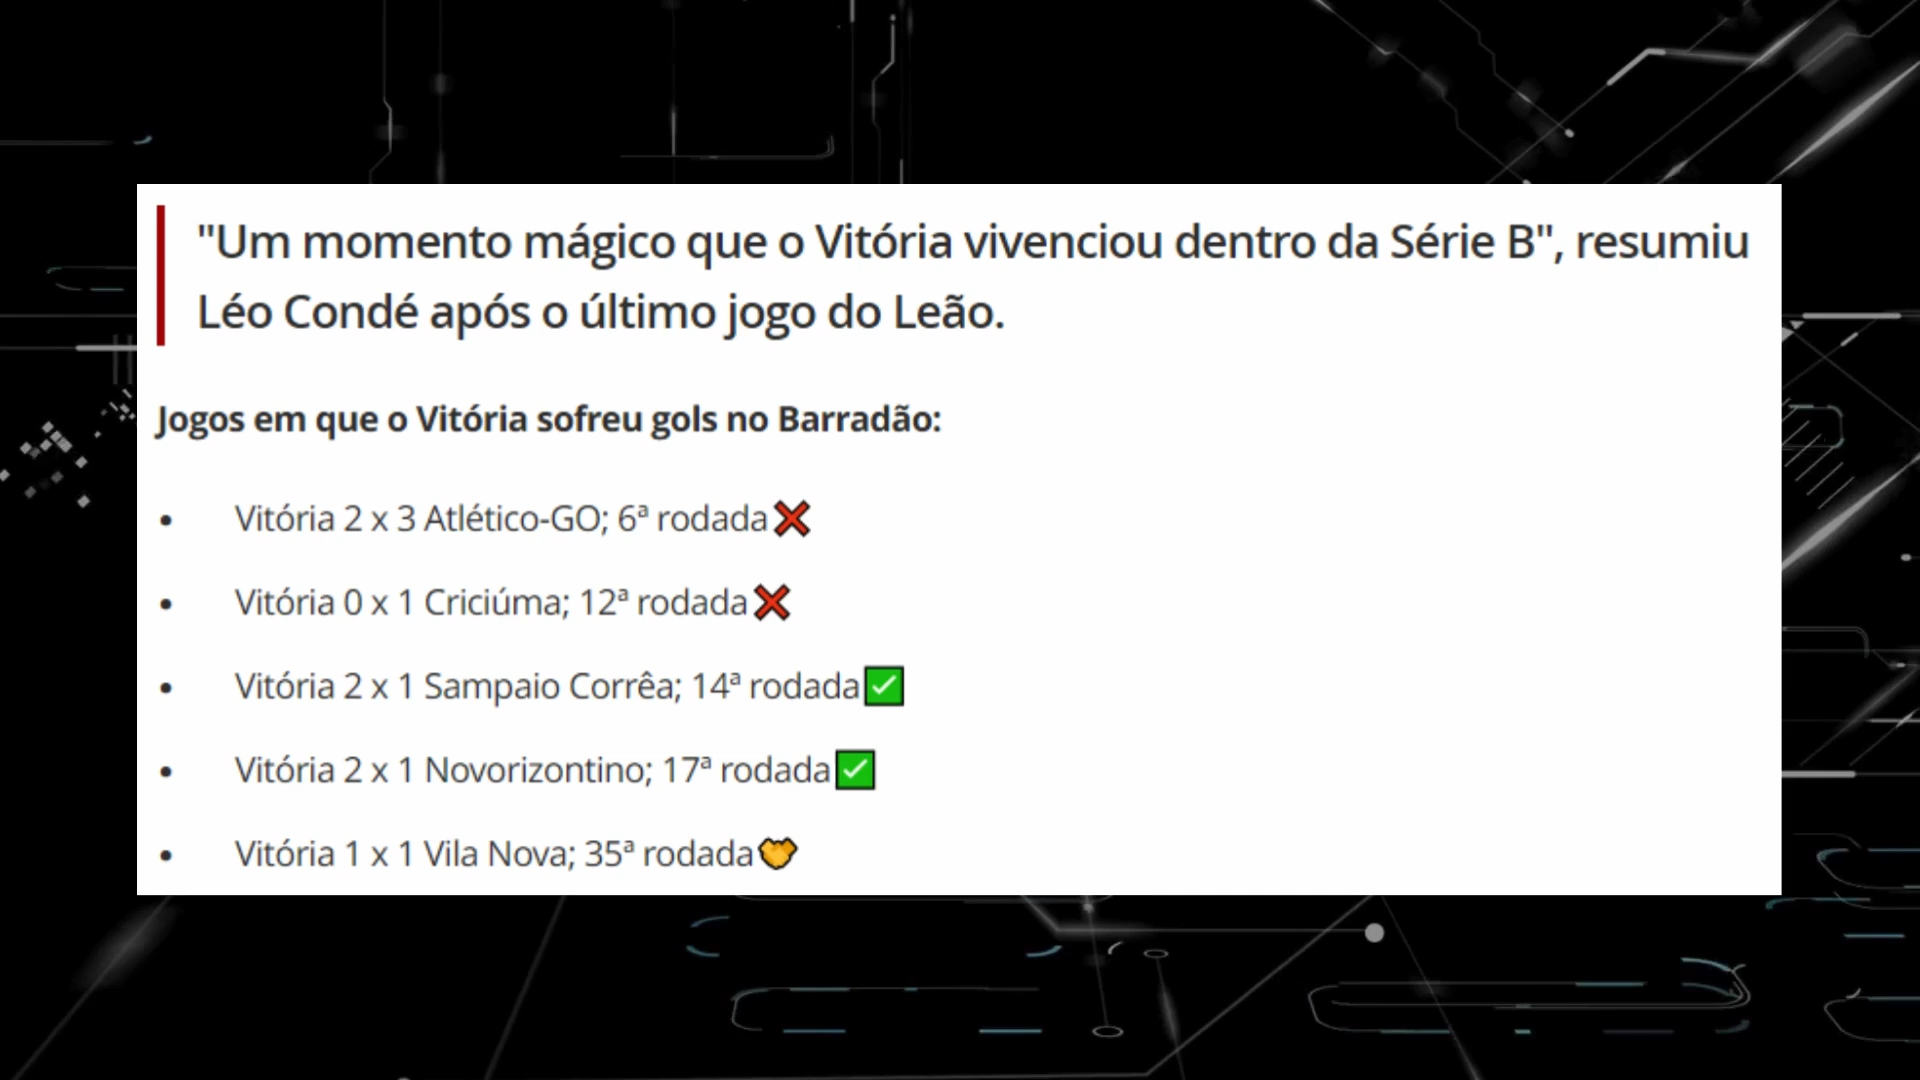 "Um momento mágico que o Vitória vivenciou dentro da Série B", resumiu
Léo Condé após o último jogo do Leão.
Jogos em que o Vitória sofreu gols no Barradão:
• Vitória 2 x 3 Atlético-GO; 6ª rodada❌
• Vitória 0 x 1 Criciúma; 12ª rodada❌
• Vitória 2 x 1 Sampaio Corrêa; 14ª rodada✅
• Vitória 2 x 1 Novorizontino; 17ª rodada✅
• Vitória 1 x 1 Vila Nova; 35ª rodada🤝